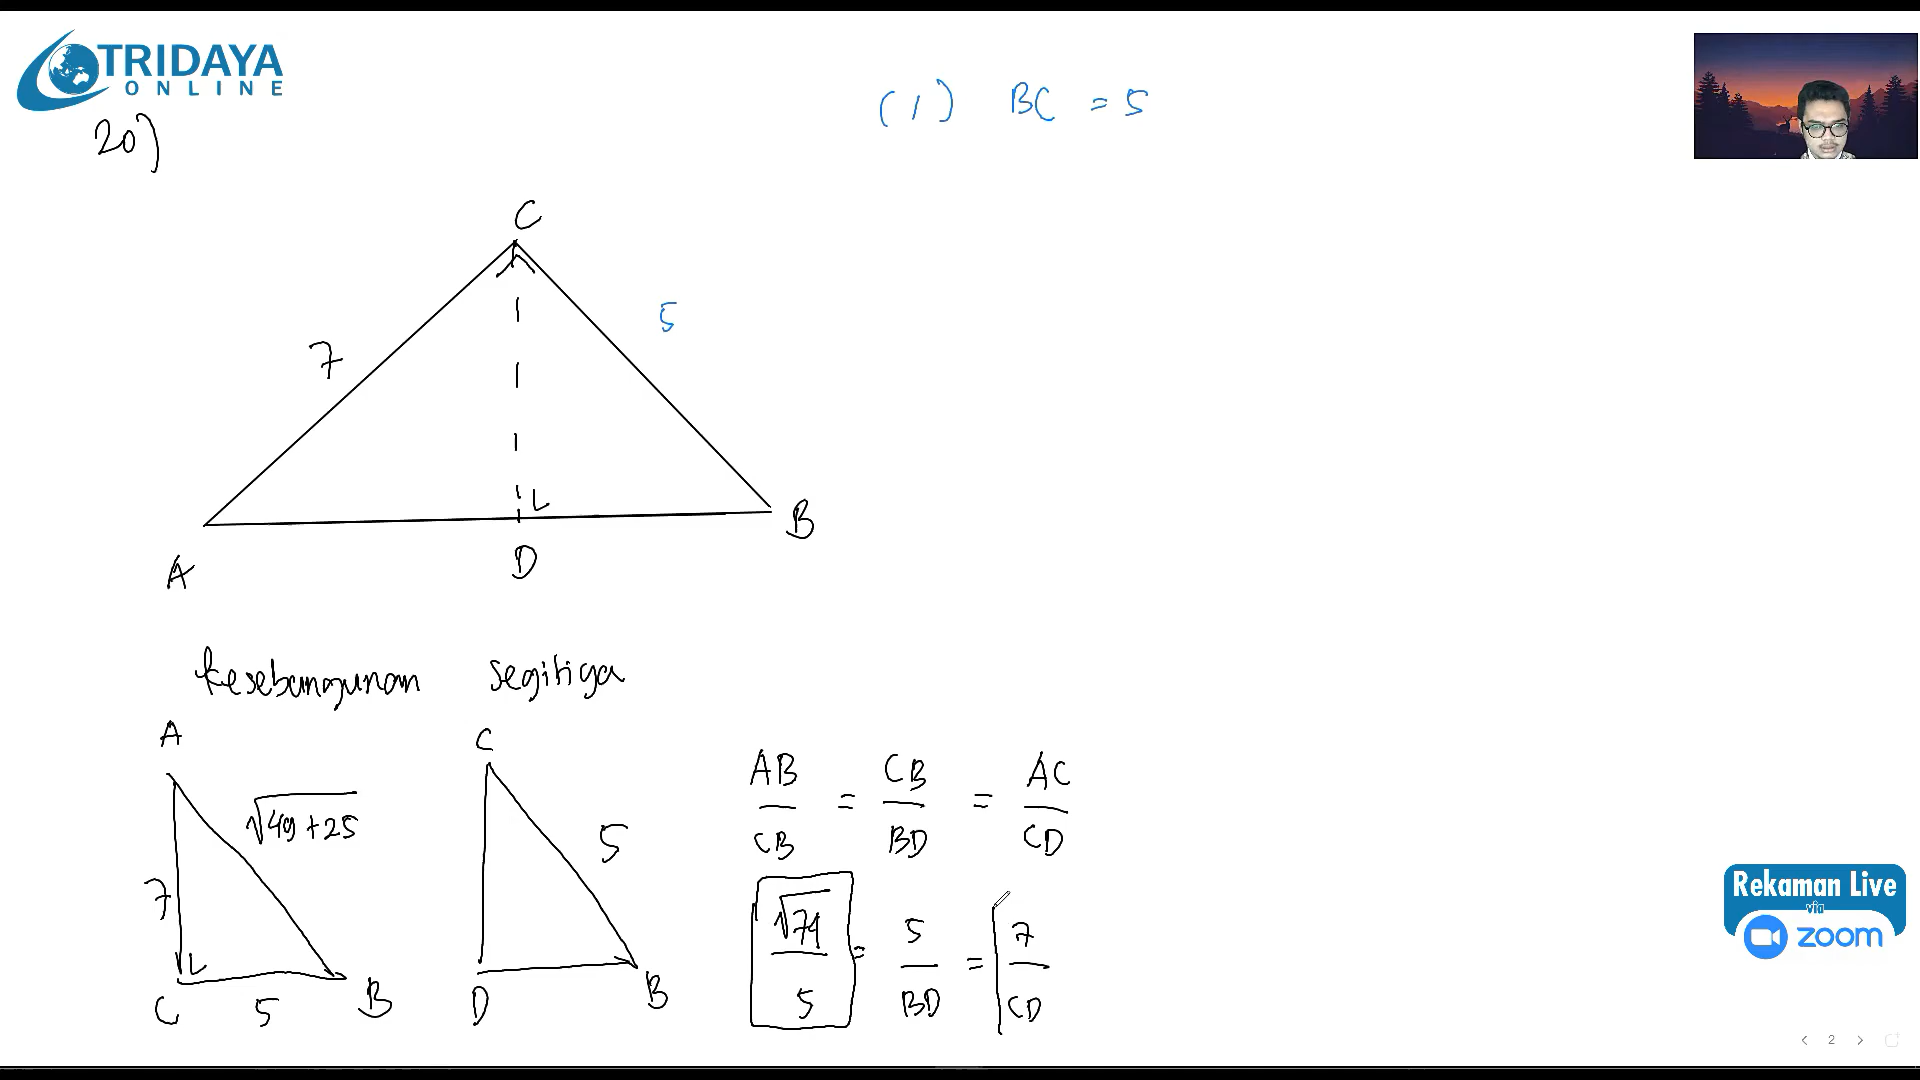 TRIDAYA
ONLINE
20)
(1) BC = 5
C
7
5
A
D
B
kesebangunan segitiga
A
√49+25
7
C
5
B
C
5
D
B
AB/CB = CB/BD = AC/CD
√74/5 = 5/BD = 7/CD
Rekaman Live
via
zoom
2